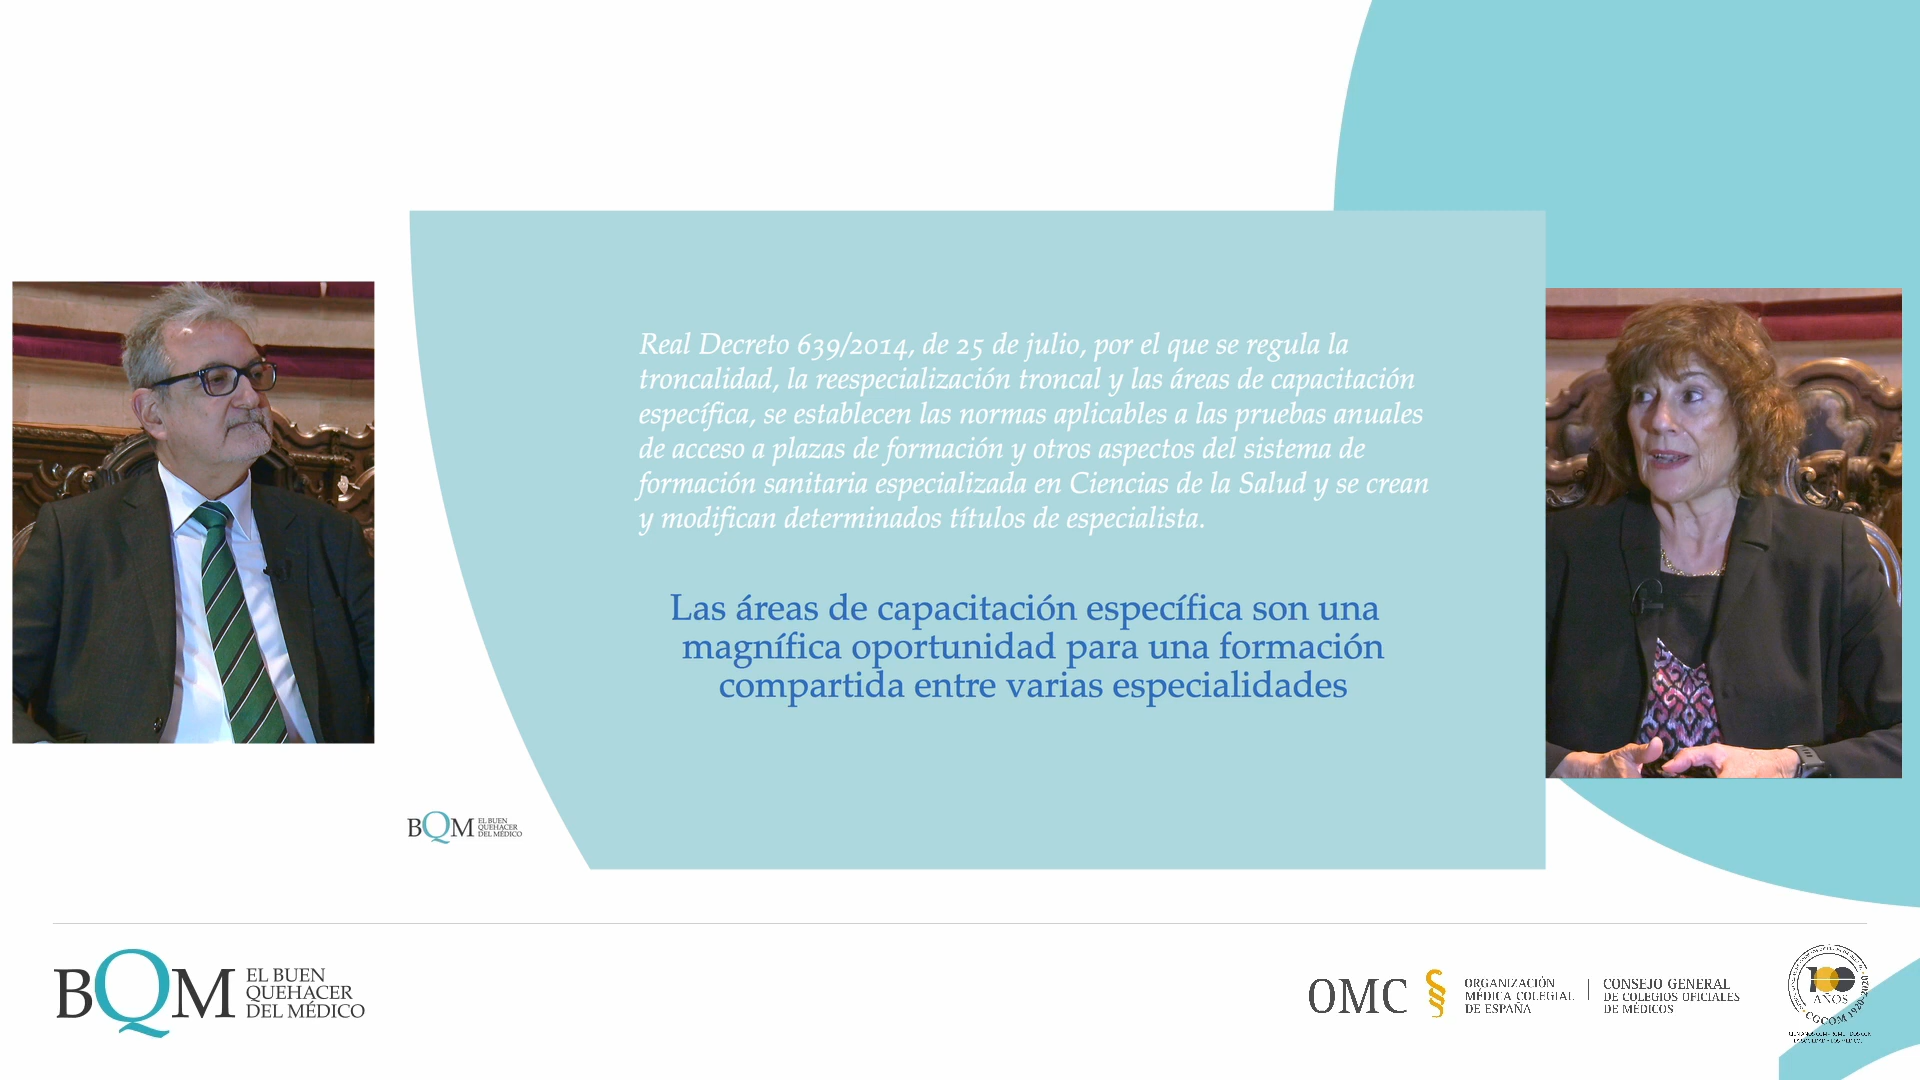 Real Decreto 639/2014, de 25 de julio, por el que se regula la
troncalidad, la reespecialización troncal y las áreas de capacitación
específica, se establecen las normas aplicables a las pruebas anuales
de acceso a plazas de formación y otros aspectos del sistema de
formación sanitaria especializada en Ciencias de la Salud y se crean
y modifican determinados títulos de especialista.
Las áreas de capacitación específica son una
magnífica oportunidad para una formación
compartida entre varias especialidades
BQM EL BUEN
QUEHACER
DEL MÉDICO
BQM EL BUEN
QUEHACER
DEL MÉDICO
OMC
ORGANIZACIÓN
MÉDICA COLEGIAL
DE ESPAÑA
CONSEJO GENERAL
DE COLEGIOS OFICIALES
DE MÉDICOS
100
AÑOS
CGCOM 1920-2020